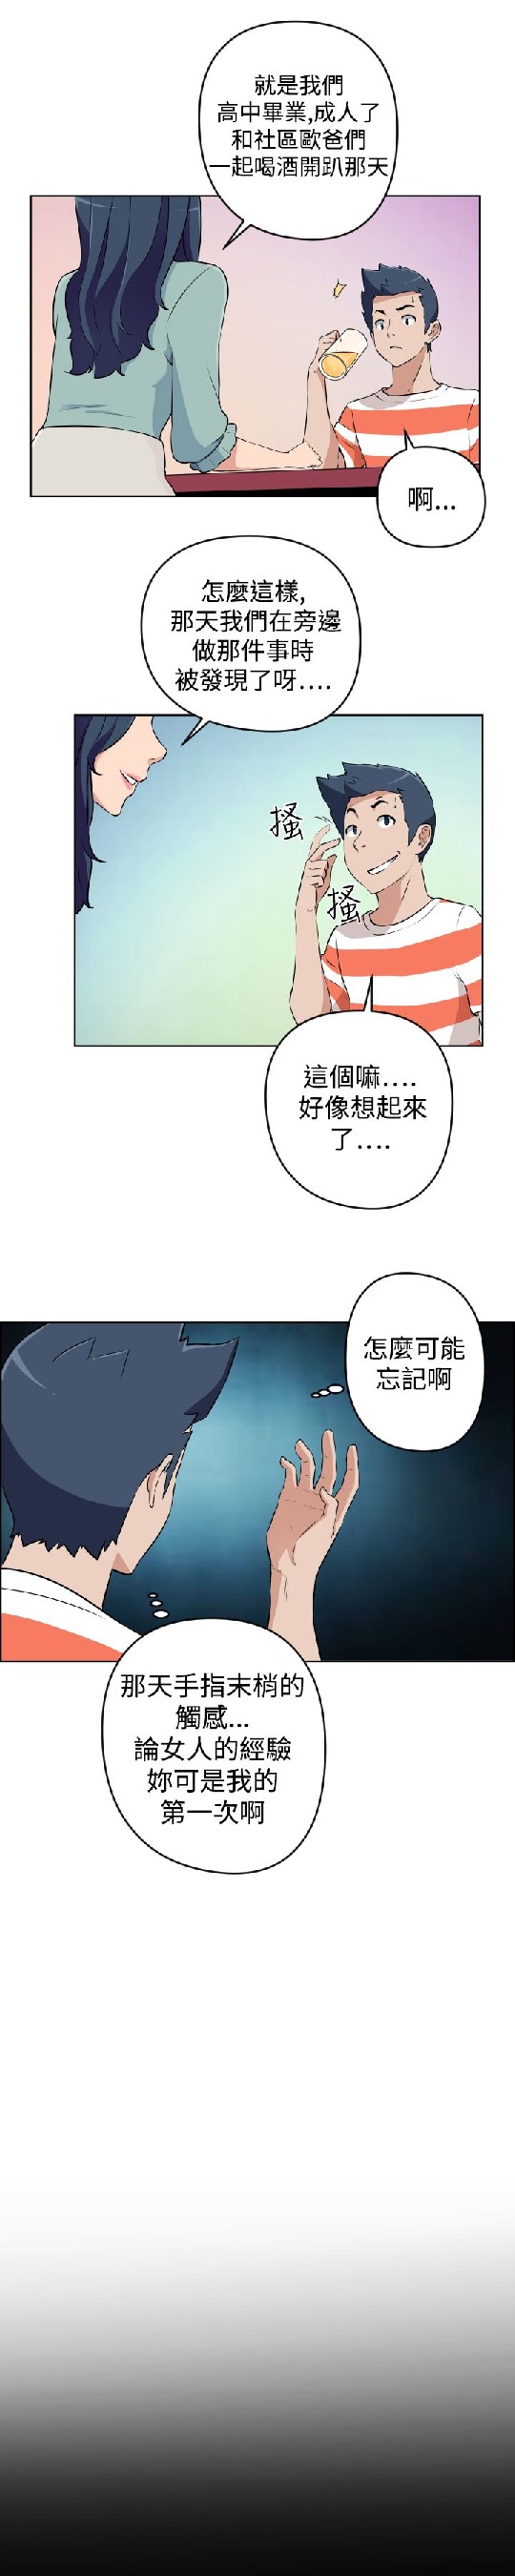 就是我們
高中畢業,成人了
和社區歐爸們
一起喝酒開趴那天
啊...
怎麼這樣,
那天我們在旁邊
做那件事時
被發現了呀....
搔
搔
這個嘛....
好像想起來
了....
怎麼可能
忘記啊
那天手指末梢的
觸感...
論女人的經驗
妳可是我的
第一次啊